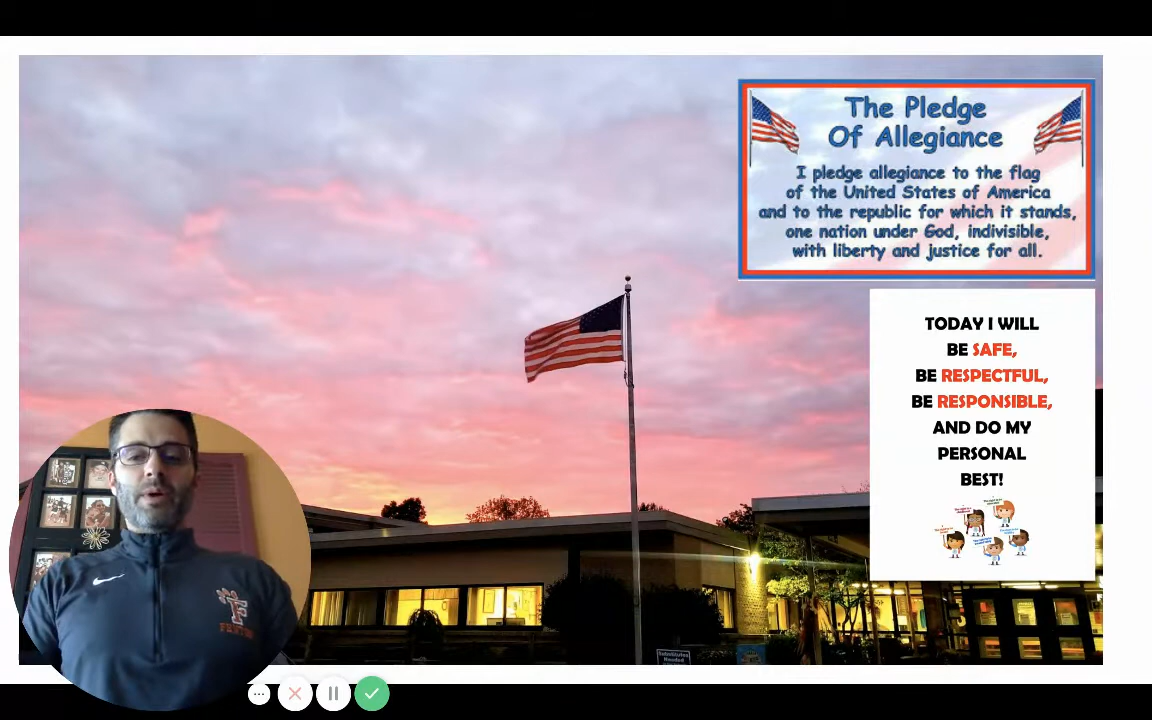 The Pledge
Of Allegiance
I pledge allegiance to the flag
of the United States of America
and to the republic for which it stands,
one nation under God, indivisible,
with liberty and justice for all.
TODAY I WILL
BE SAFE,
BE RESPECTFUL,
BE RESPONSIBLE,
AND DO MY
PERSONAL
BEST!
F
Substitutes
Needed